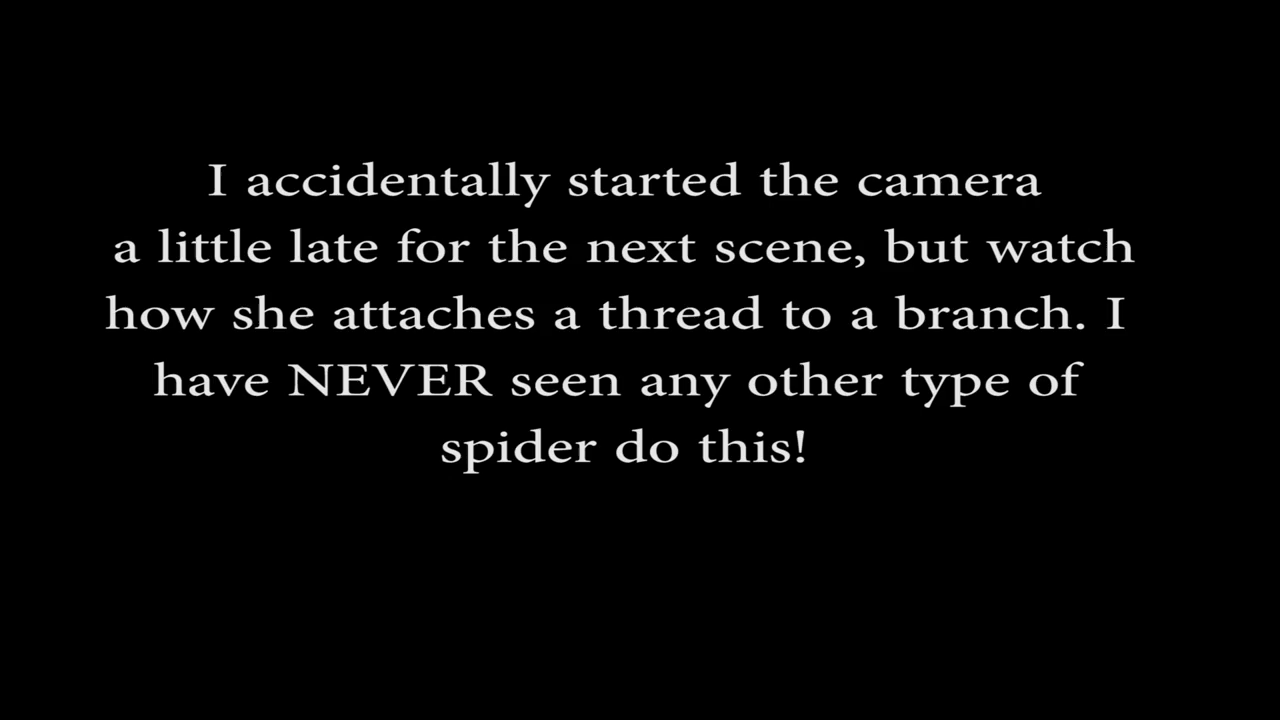 I accidentally started the camera
a little late for the next scene, but watch
how she attaches a thread to a branch. I
have NEVER seen any other type of
spider do this!